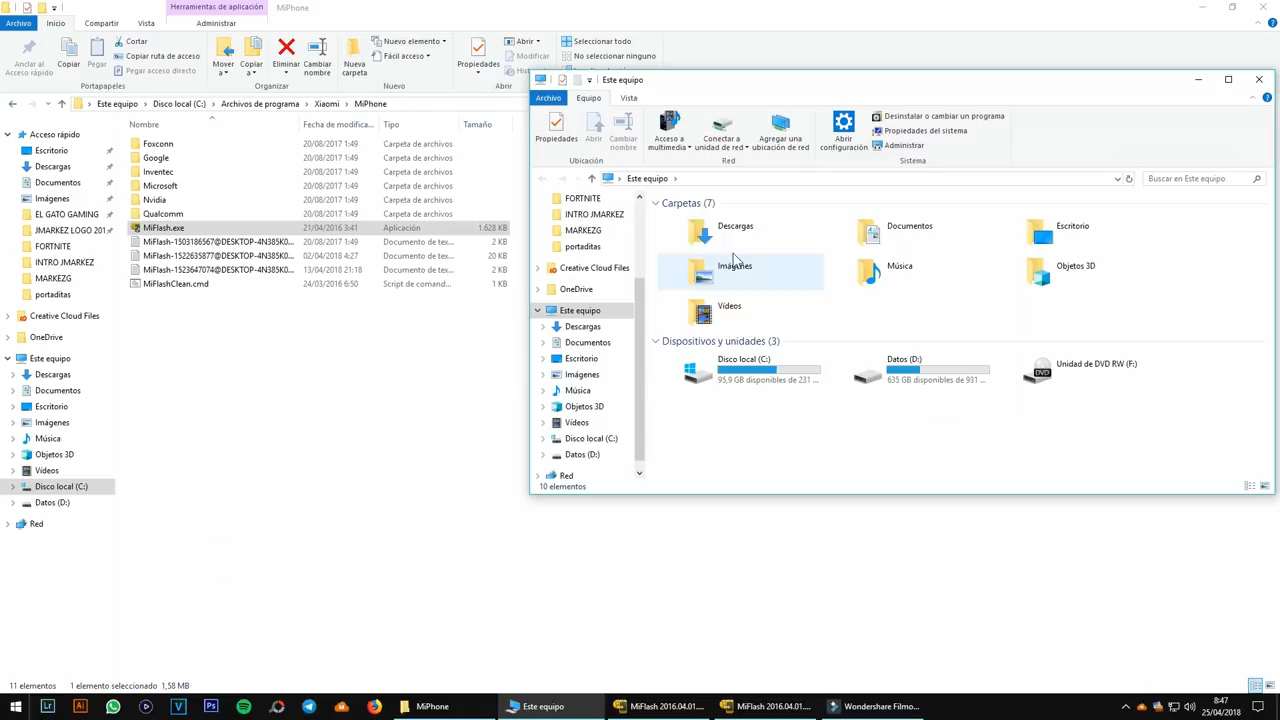 Herramientas de aplicación
MiPhone
Archivo
Inicio
Compartir
Vista
Administrar
Anclar al
Acceso rápido
Copiar
Pegar
Cortar
Copiar ruta de acceso
Pegar acceso directo
Portapapeles
Mover
a
Copiar
a
Eliminar
Cambiar
nombre
Organizar
Nueva
carpeta
Nuevo elemento
Fácil acceso
Nuevo
Propiedades
Abrir
Modificar
Abrir
Seleccionar todo
No seleccionar ninguno
Este equipo
Disco local (C:)
Archivos de programa
Xiaomi
MiPhone
Acceso rápido
Escritorio
Descargas
Documentos
Imágenes
EL GATO GAMING
JMARKEZ LOGO 201
FORNITE
INTRO JMARKEZ
MARKEZG
portaditas
Creative Cloud Files
OneDrive
Este equipo
Descargas
Documentos
Escritorio
Imágenes
Música
Objetos 3D
Vídeos
Disco local (C:)
Datos (D:)
Red
Nombre
Fecha de modifica...
Tipo
Tamaño
Foxconn 20/08/2017 1:49 Carpeta de archivos
Google 20/08/2017 1:49 Carpeta de archivos
Inventec 20/08/2017 1:49 Carpeta de archivos
Microsoft 20/08/2017 1:49 Carpeta de archivos
Nvidia 20/08/2017 1:49 Carpeta de archivos
Qualcomm 20/08/2017 1:49 Carpeta de archivos
MiFlash.exe 21/04/2016 3:41 Aplicación 1.628 KB
MiFlash-1503186567@DESKTOP-4N385K0... 20/08/2017 1:49 Documento de tex... 2 KB
MiFlash-1522635877@DESKTOP-4N385K0... 02/04/2018 4:27 Documento de tex... 20 KB
MiFlash-1523647074@DESKTOP-4N385K0... 13/04/2018 21:18 Documento de tex... 2 KB
MiFlashClean.cmd 24/03/2016 6:50 Script de comand... 1 KB
Este equipo
Archivo
Equipo
Vista
Propiedades
Abrir
Cambiar
nombre
Ubicación
Acceso a
multimedia
Conectar a
unidad de red
Agregar una
ubicación de red
Red
Abrir
configuración
Desinstalar o cambiar un programa
Propiedades del sistema
Administrar
Sistema
Este equipo
Buscar en Este equipo
FORTNITE
INTRO JMARKEZ
MARKEZG
portaditas
Creative Cloud Files
OneDrive
Este equipo
Descargas
Documentos
Escritorio
Imágenes
Música
Objetos 3D
Vídeos
Disco local (C:)
Datos (D:)
Red
Carpetas (7)
Descargas
Documentos
Escritorio
Imágenes
Música
Objetos 3D
Vídeos
Dispositivos y unidades (3)
Disco local (C:)
95,9 GB disponibles de 231 ...
Datos (D:)
635 GB disponibles de 931 ...
DVD
Unidad de DVD RW (F:)
10 elementos
11 elementos
1 elemento seleccionado 1,58 MB
Lr
Ai
V
Ps
MiPhone
Este equipo
MiFlash 2016.04.01....
MiFlash 2016.04.01....
Wondershare Filmo...
8:47
25/04/2018